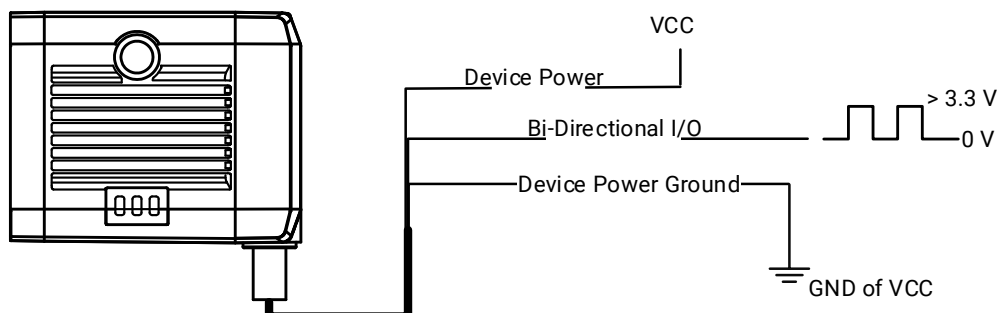 VCC
Device Power
> 3.3 V
Bi-Directional I/O
0 V
Device Power Ground
GND of VCC